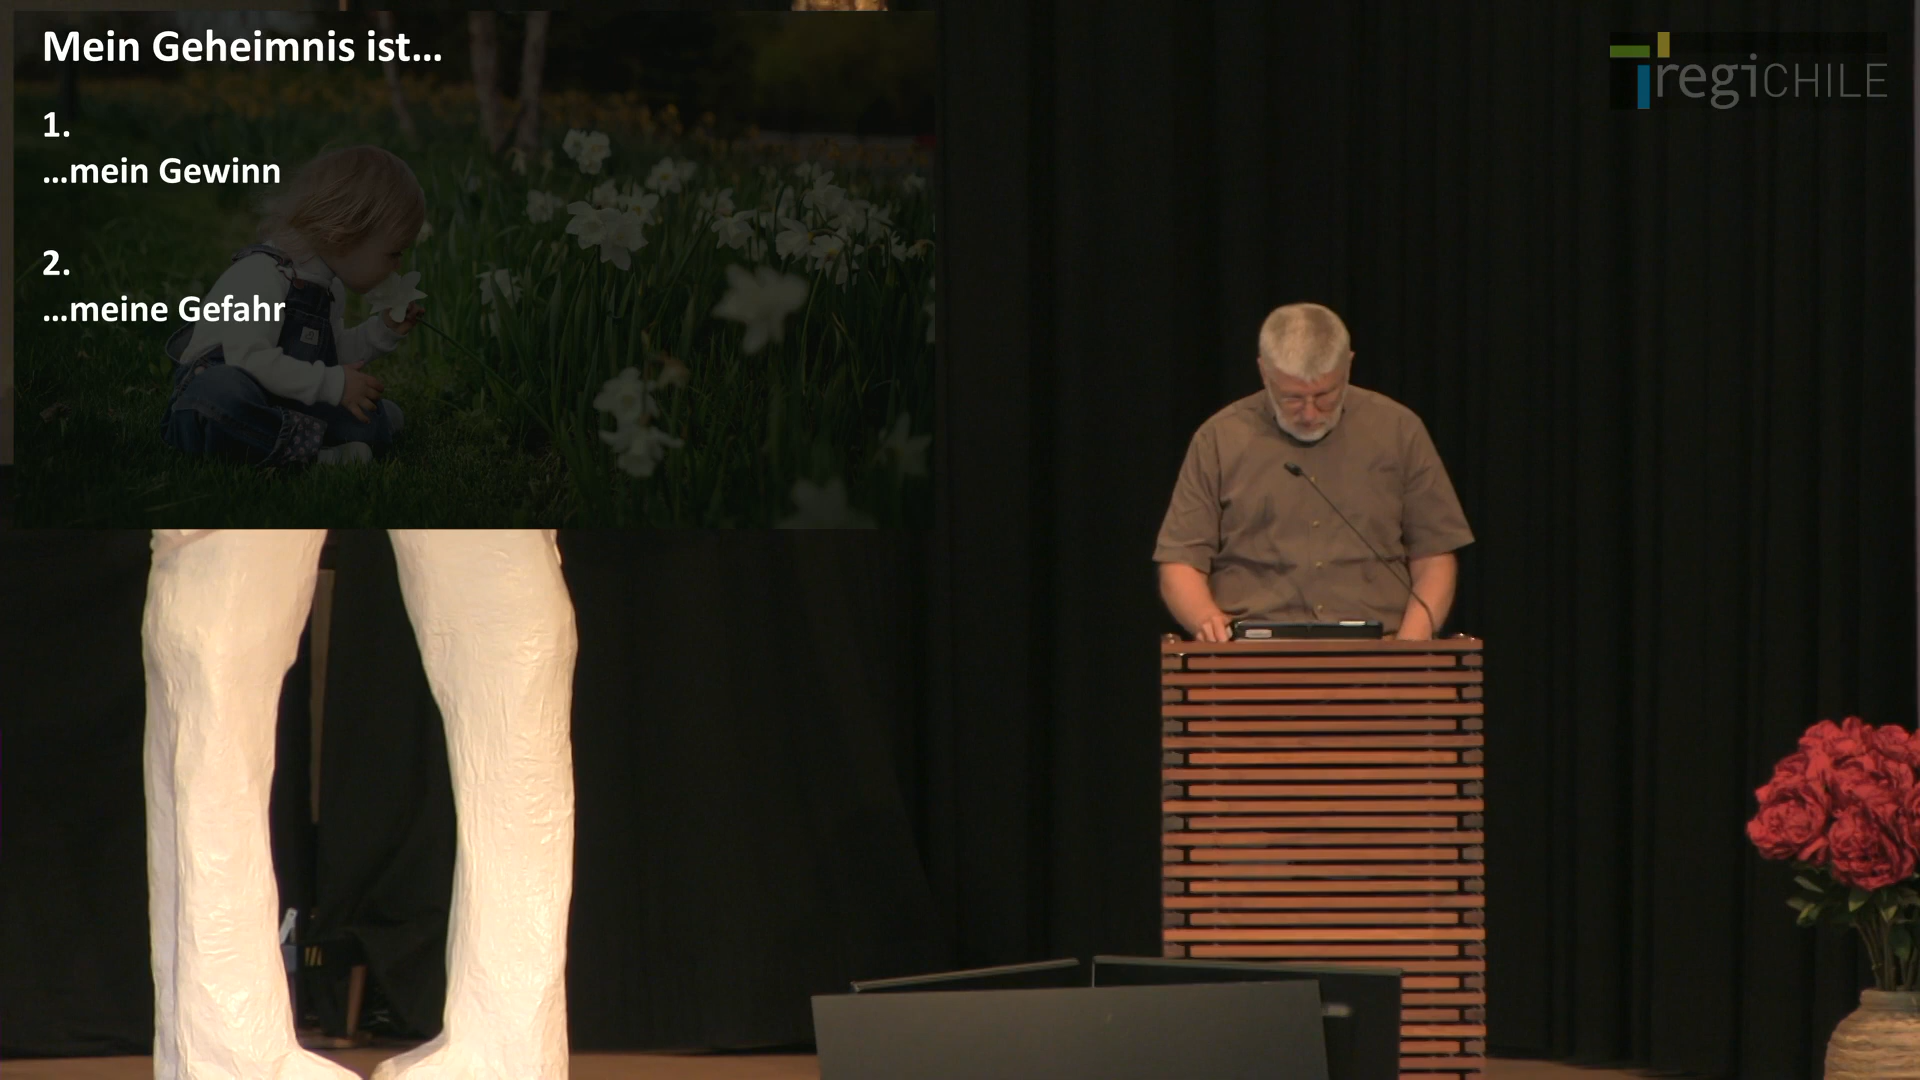 Mein Geheimnis ist...
1.
...mein Gewinn
2.
...meine Gefahr
regiCHILE